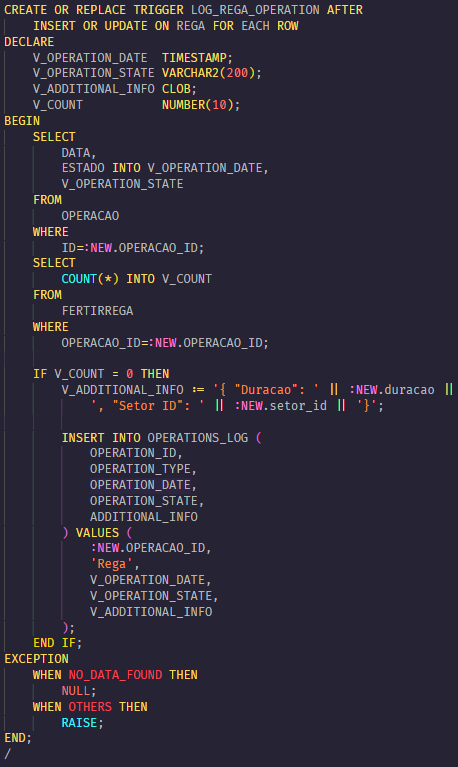 CREATE OR REPLACE TRIGGER LOG_REGA_OPERATION AFTER
    INSERT OR UPDATE ON REGA FOR EACH ROW
DECLARE
    V_OPERATION_DATE  TIMESTAMP;
    V_OPERATION_STATE VARCHAR2(200);
    V_ADDITIONAL_INFO CLOB;
    V_COUNT           NUMBER(10);
BEGIN
    SELECT
        DATA,
        ESTADO INTO V_OPERATION_DATE,
        V_OPERATION_STATE
    FROM
        OPERACAO
    WHERE
        ID=:NEW.OPERACAO_ID;
    SELECT
        COUNT(*) INTO V_COUNT
    FROM
        FERTIRREGA
    WHERE
        OPERACAO_ID=:NEW.OPERACAO_ID;

    IF V_COUNT = 0 THEN
        V_ADDITIONAL_INFO := '{ "Duracao": ' || :NEW.duracao ||
            ', "Setor ID": ' || :NEW.setor_id || '}';

        INSERT INTO OPERATIONS_LOG (
            OPERATION_ID,
            OPERATION_TYPE,
            OPERATION_DATE,
            OPERATION_STATE,
            ADDITIONAL_INFO
        ) VALUES (
            :NEW.OPERACAO_ID,
            'Rega',
            V_OPERATION_DATE,
            V_OPERATION_STATE,
            V_ADDITIONAL_INFO
        );
    END IF;
EXCEPTION
    WHEN NO_DATA_FOUND THEN
        NULL;
    WHEN OTHERS THEN
        RAISE;
END;
/